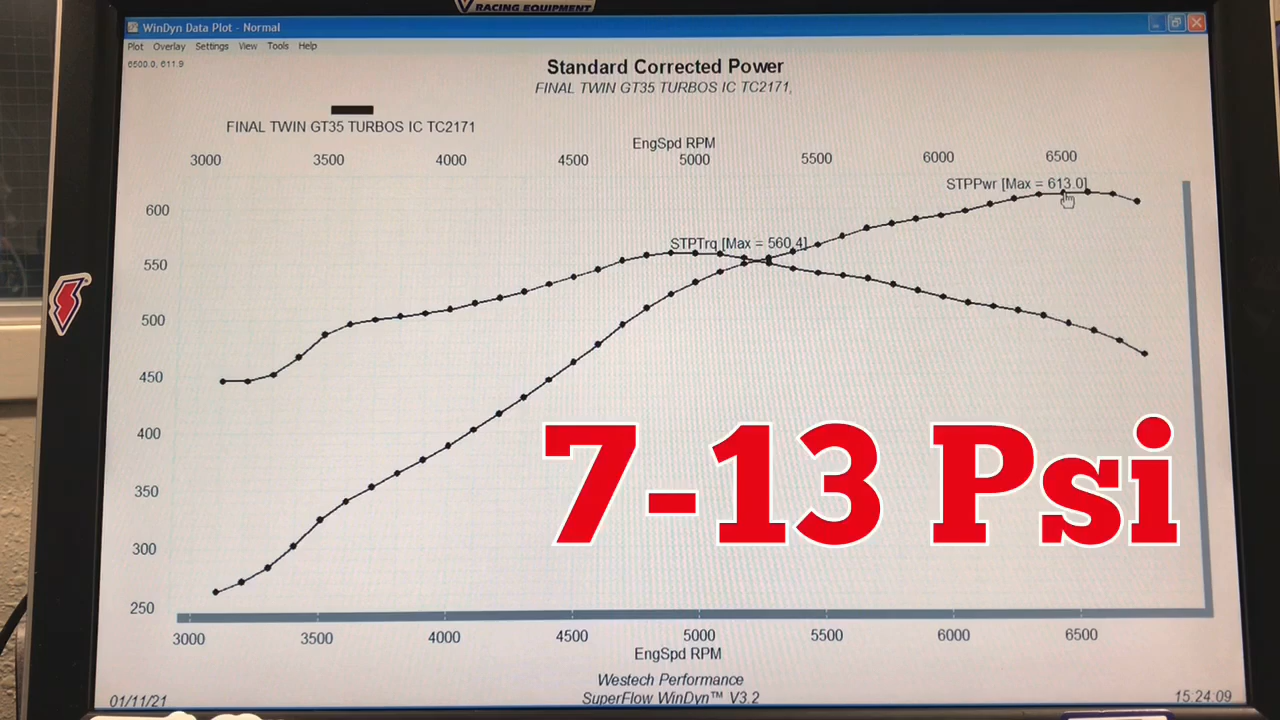 RACING EQUIPMENT
WinDyn Data Plot - Normal
Plot Overlay Settings View Tools Help
6500.0, 611.9
Standard Corrected Power
FINAL TWIN GT35 TURBOS IC TC2171,
FINAL TWIN GT35 TURBOS IC TC2171
EngSpd RPM
3000 3500 4000 4500 5000 5500 6000 6500
STPPwr [Max = 613.0]
600
STPTrq [Max = 560.4]
550
500
450
400
7-13 Psi
350
300
250
3000 3500 4000 4500 5000 5500 6000 6500
EngSpd RPM
Westech Performance
01/11/21 SuperFlow WinDyn™ V3.2 15:24.09